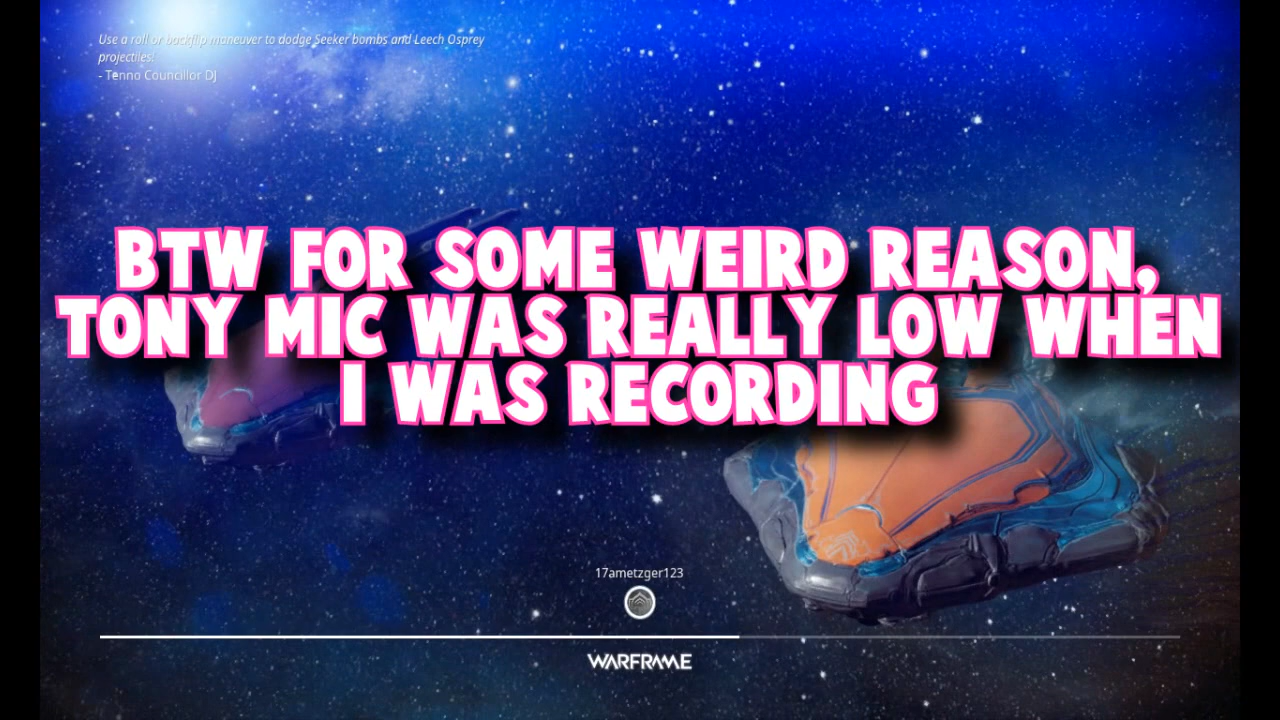 Use a roll or backflip maneuver to dodge Seeker bombs and Leech Osprey
projectiles!
- Tenno Councillor DJ
BTW FOR SOME WEIRD REASON,
TONY MIC WAS REALLY LOW WHEN
I WAS RECORDING
17ametzger123
WARFRAME